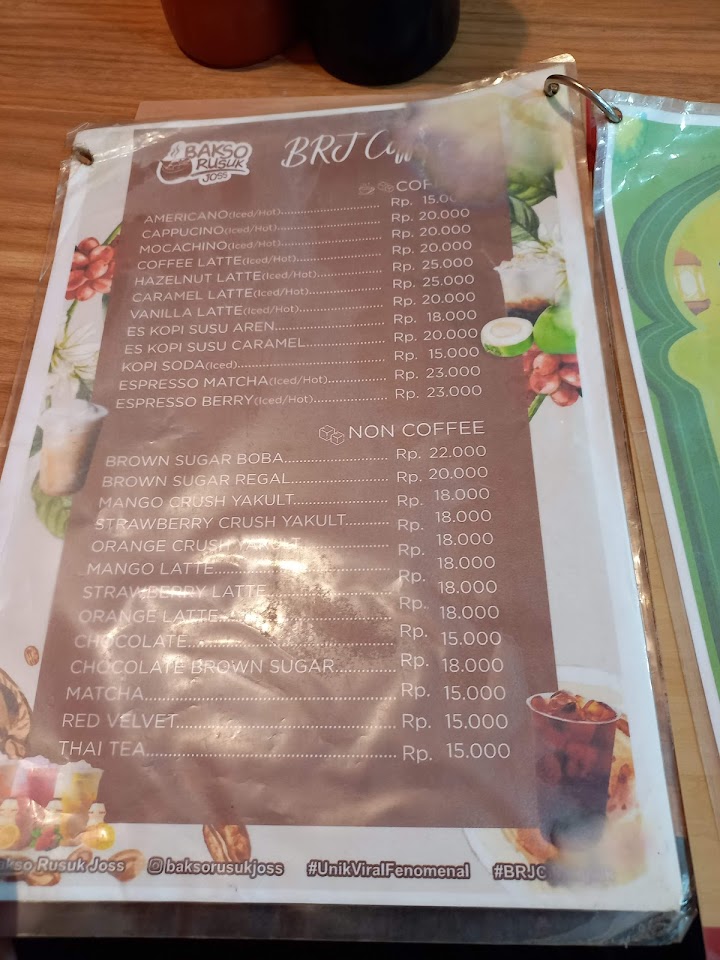 BAKSO
RUSUK
JOSS
BRJ
AMERICANO(Iced/Hot)........ Rp. 15.000
CAPPUCINO(Iced/Hot)........ Rp. 20.000
MOCACHINO(Iced/Hot)........ Rp. 20.000
COFFEE LATTE(Iced/Hot)........ Rp. 20.000
HAZELNUT LATTE(Iced/Hot)........ Rp. 25.000
CARAMEL LATTE(Iced/Hot)........ Rp. 25.000
VANILLA LATTE(Iced/Hot)........ Rp. 20.000
ES KOPI SUSU AREN........ Rp. 18.000
ES KOPI SUSU CARAMEL........ Rp. 20.000
KOPI SODA(Iced)........ Rp. 15.000
ESPRESSO MATCHA(Iced/Hot)........ Rp. 23.000
ESPRESSO BERRY(Iced/Hot)........ Rp. 23.000
NON COFFEE
BROWN SUGAR BOBA........ Rp. 22.000
BROWN SUGAR REGAL........ Rp. 20.000
MANGO CRUSH YAKULT........ Rp. 18.000
STRAWBERRY CRUSH YAKULT........ Rp. 18.000
ORANGE CRUSH YAKULT........ Rp. 18.000
MANGO LATTE........ Rp. 18.000
STRAWBERRY LATTE........ Rp. 18.000
ORANGE LATTE........ Rp. 18.000
CHOCOLATE........ Rp. 15.000
CHOCOLATE BROWN SUGAR........ Rp. 18.000
MATCHA........ Rp. 15.000
RED VELVET........ Rp. 15.000
THAI TEA........ Rp. 15.000
Rusuk Joss @baksorusukjoss #UnikViralFenomenal